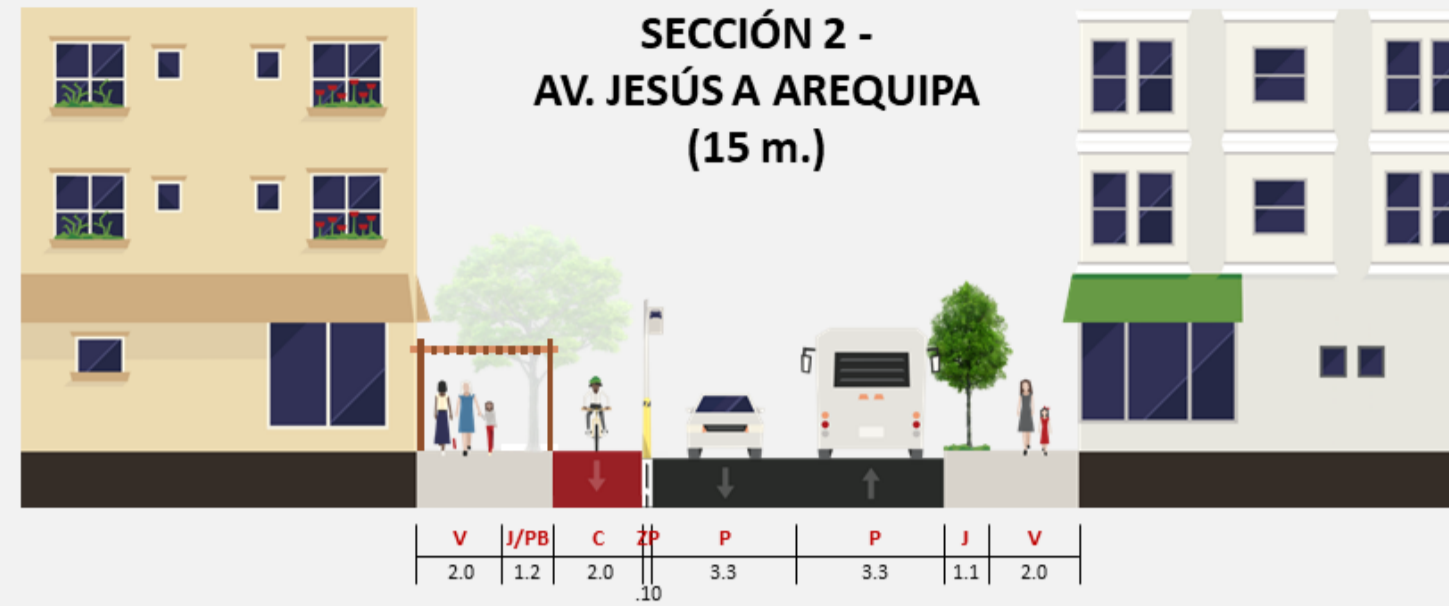 SECCIÓN 2 -
AV. JESÚS A AREQUIPA
(15 m.)
V J/PB C ZP P P J V
2.0 1.2 2.0 3.3 3.3 1.1 2.0
.10